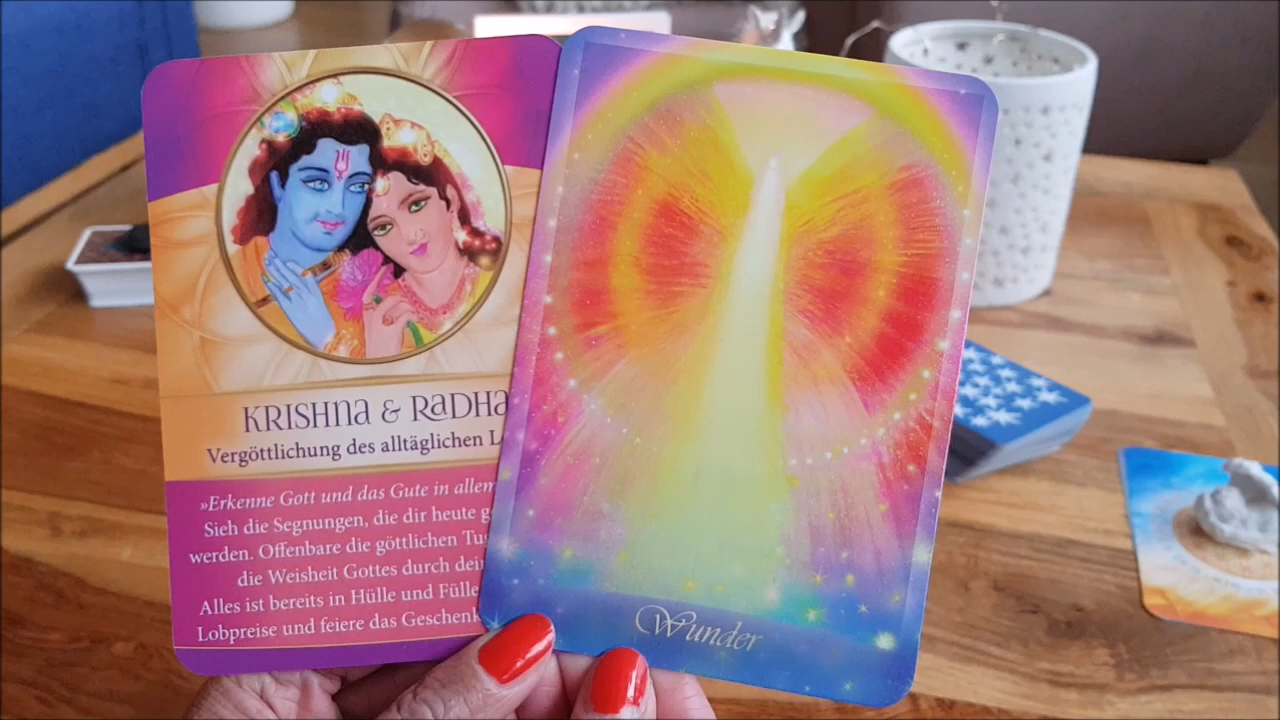 KRISHNA & RADHA
Vergöttlichung des alltäglichen
»Erkenne Gott und das Gute in allem
Sieh die Segnungen, die dir heute
werden. Offenbare die göttlichen
die Weisheit Gottes durch
Alles ist bereits in Hülle und Fülle
Lobpreise und feiere das Geschenk
Wunder